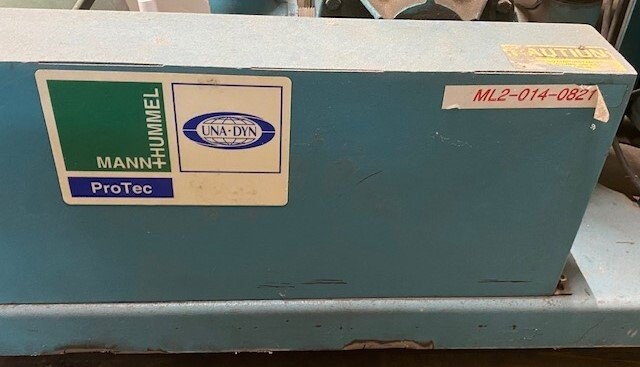 CAUTION
ML2-014-0821
MANN+
HUMMEL
UNA-DYN
ProTec